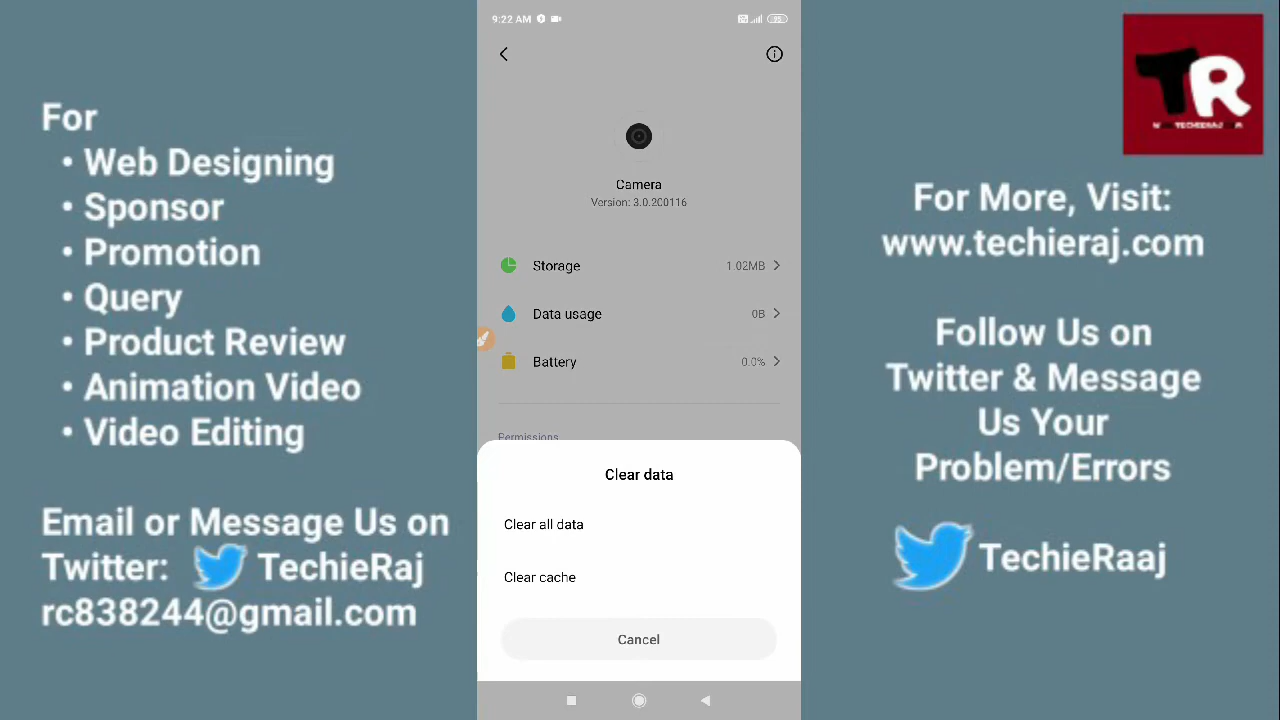 For
• Web Designing
• Sponsor
• Promotion
• Query
• Product Review
• Animation Video
• Video Editing
Email or Message Us on
Twitter: TechieRaj
rc838244@gmail.com
9:22 AM
Camera
Version: 3.0.200116
Storage 1.02MB
Data usage 0B
Battery 0.0%
Permissions
Clear data
Clear all data
Clear cache
Cancel
TR
For More, Visit:
www.techieraj.com
Follow Us on
Twitter & Message
Us Your
Problem/Errors
TechieRaaj